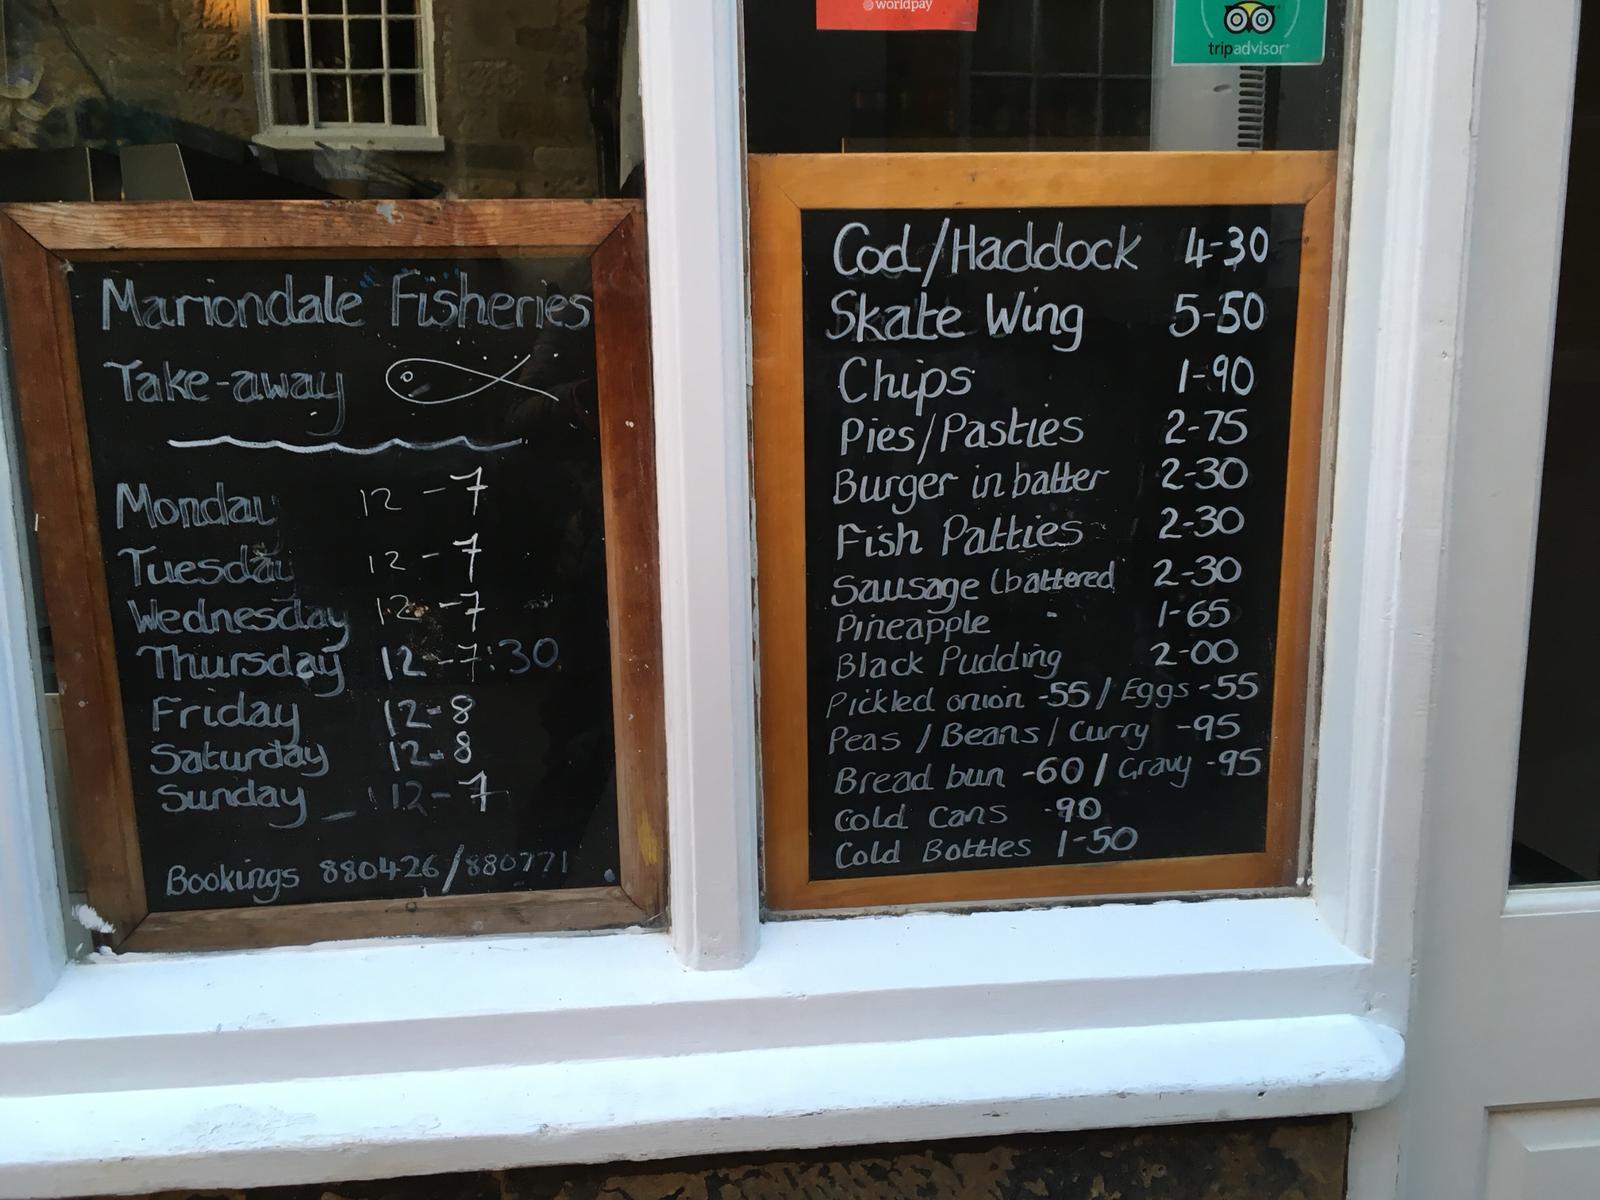 worldpay
tripadvisor
Mariondale Fisheries
Take-away
Monday 12-7
Tuesday 12-7
Wednesday 12-7
Thursday 12-7:30
Friday 12-8
Saturday 12-8
Sunday 12-7
Bookings 880426/880771
Cod/Haddock 4-30
Skate Wing 5-50
Chips 1-90
Pies/Pasties 2-75
Burger in batter 2-30
Fish Patties 2-30
Sausage (battered 2-30
Pineapple 1-65
Black Pudding 2-00
Pickled onion -55 / Eggs -55
Peas / Beans / Curry -95
Bread bun -60 / Gravy -95
Cold Cans -90
Cold Bottles 1-50